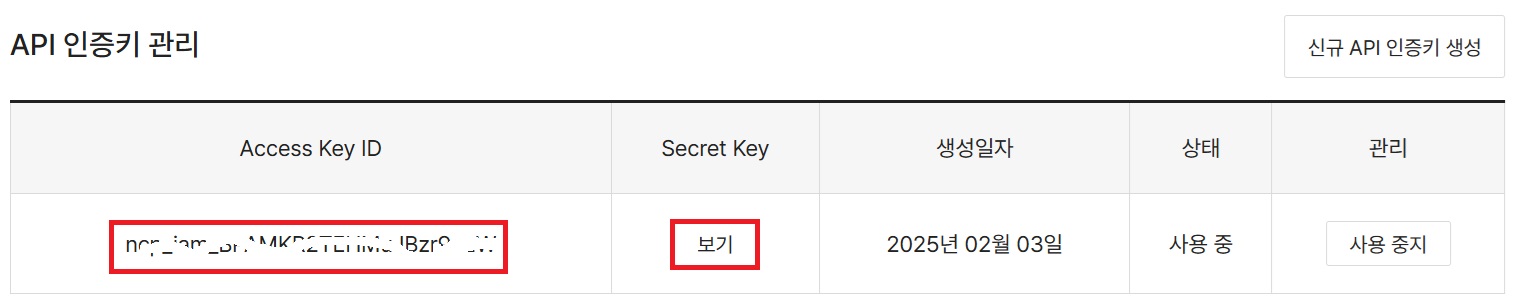 API 인증키 관리
신규 API 인증키 생성
Access Key ID
Secret Key
생성일자
상태
관리
보기
2025년 02월 03일
사용 중
사용 중지